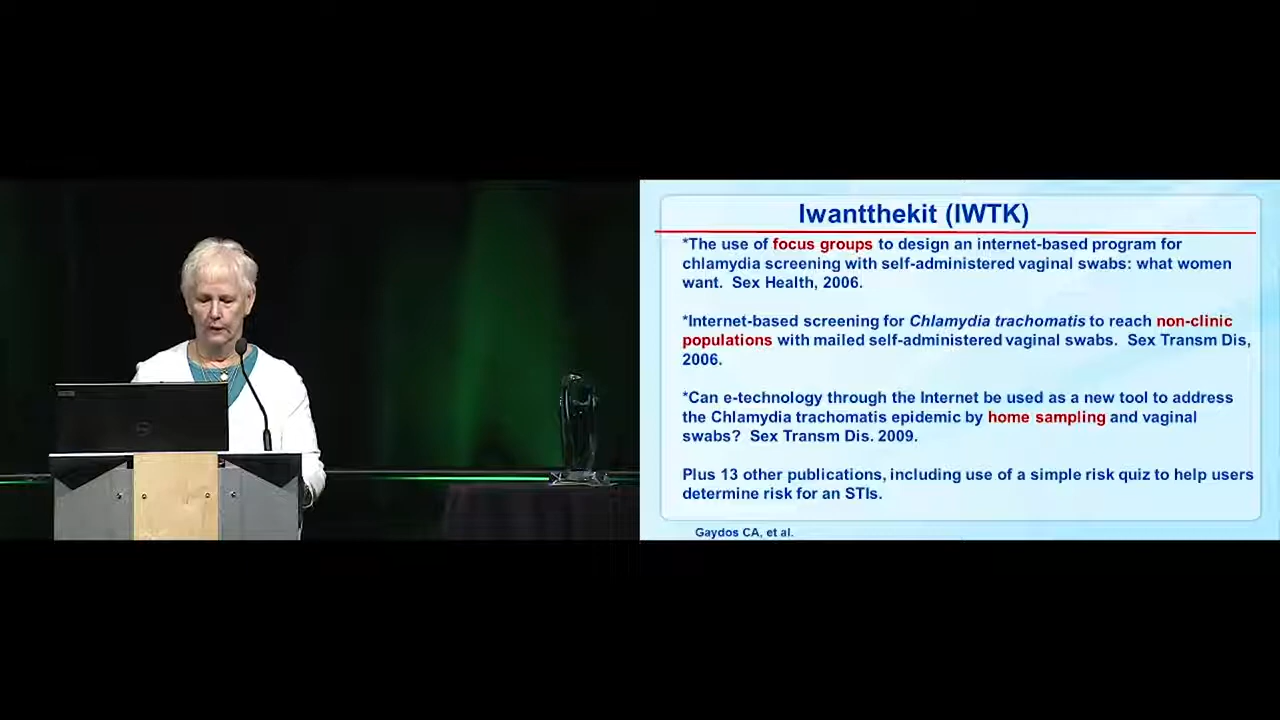 Iwantthekit (IWTK)
*The use of focus groups to design an internet-based program for
chlamydia screening with self-administered vaginal swabs: what women
want. Sex Health, 2006.
*Internet-based screening for Chlamydia trachomatis to reach non-clinic
populations with mailed self-administered vaginal swabs. Sex Transm Dis,
2006.
*Can e-technology through the Internet be used as a new tool to address
the Chlamydia trachomatis epidemic by home sampling and vaginal
swabs? Sex Transm Dis. 2009.
Plus 13 other publications, including use of a simple risk quiz to help users
determine risk for an STIs.
Gaydos CA, et al.